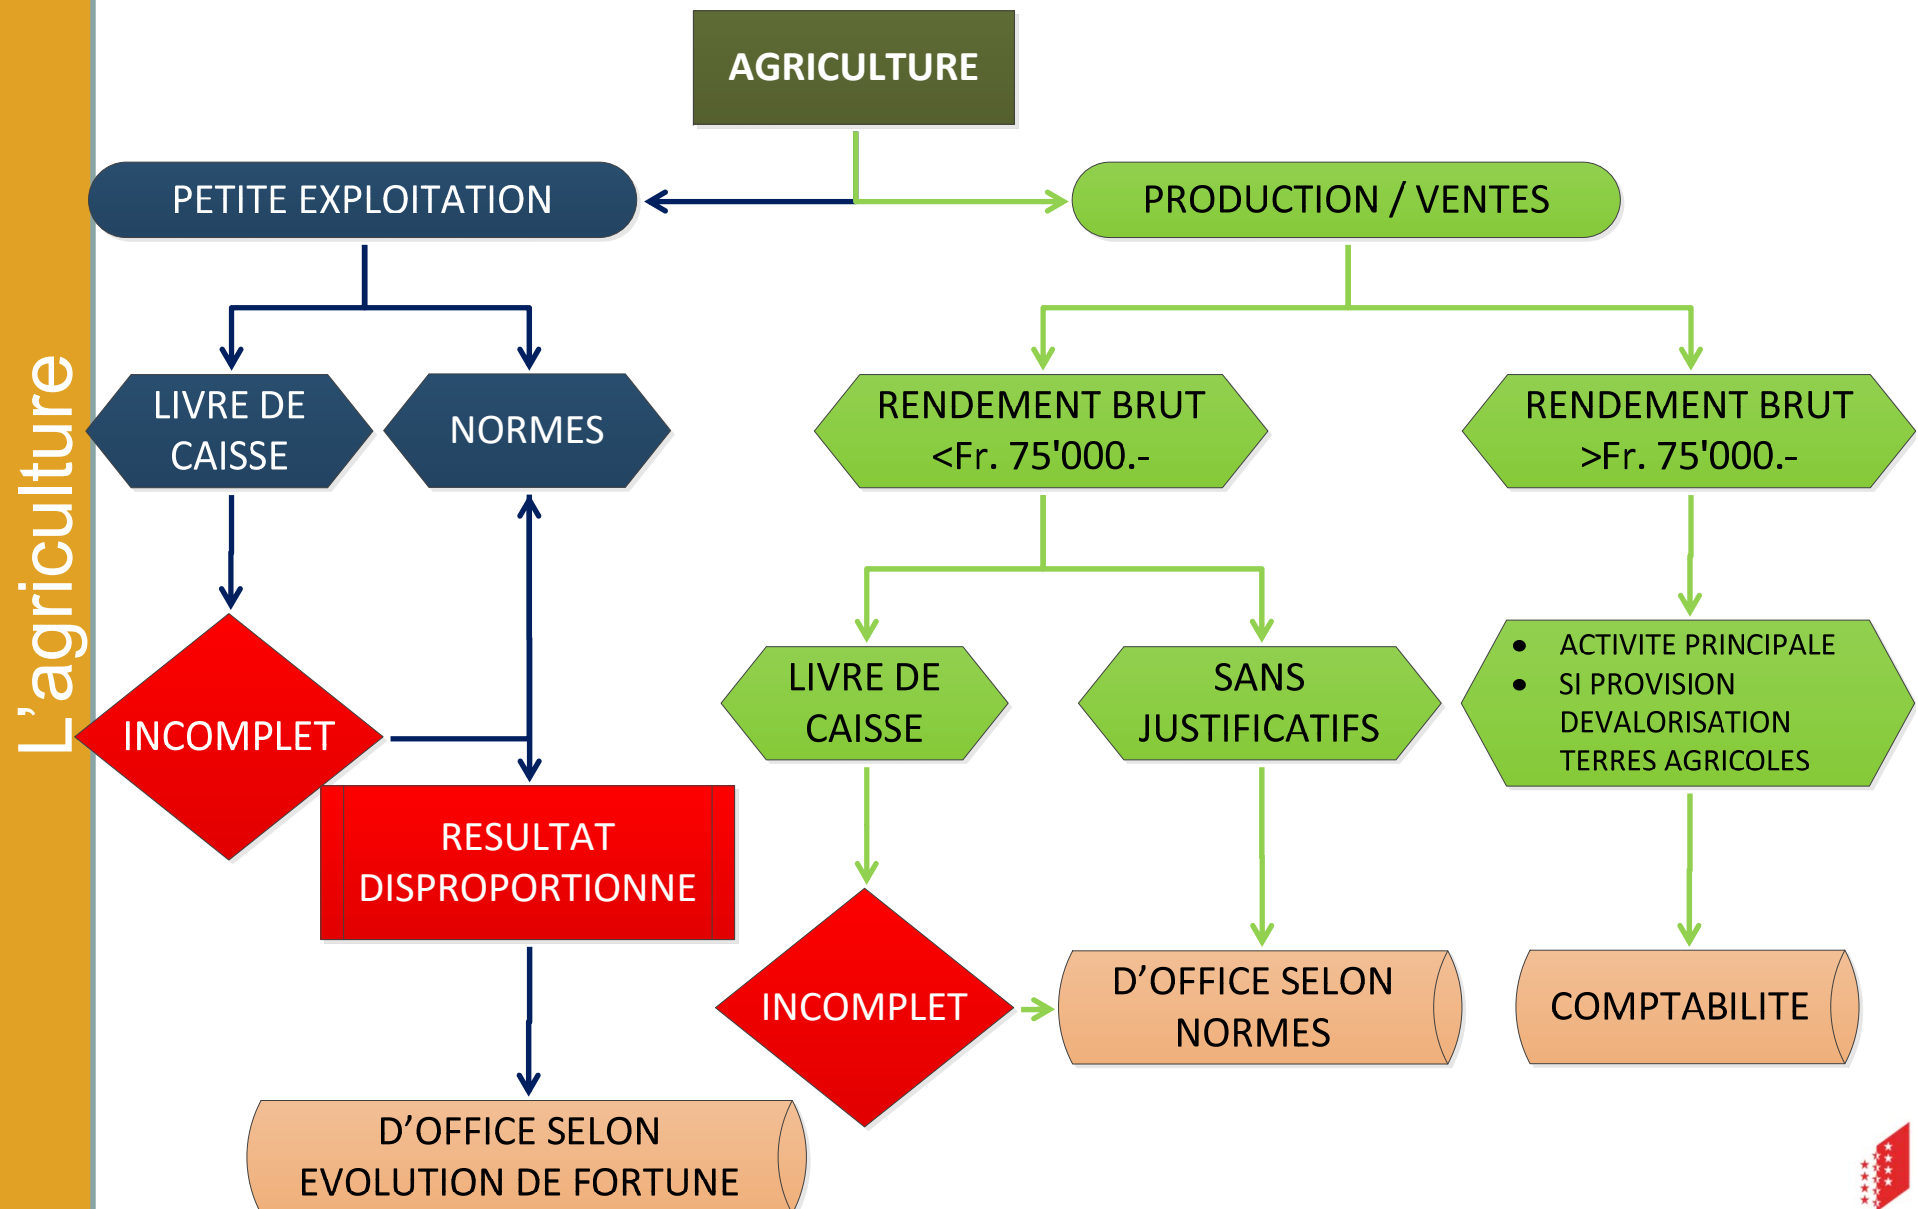 L’agriculture
AGRICULTURE
PETITE EXPLOITATION
PRODUCTION / VENTES
LIVRE DE
CAISSE
NORMES
RENDEMENT BRUT
<Fr. 75'000.-
RENDEMENT BRUT
>Fr. 75'000.-
INCOMPLET
LIVRE DE
CAISSE
SANS
JUSTIFICATIFS
• ACTIVITE PRINCIPALE
• SI PROVISION
DEVALORISATION
TERRES AGRICOLES
RESULTAT
DISPROPORTIONNE
INCOMPLET
D’OFFICE SELON
NORMES
COMPTABILITE
D’OFFICE SELON
EVOLUTION DE FORTUNE